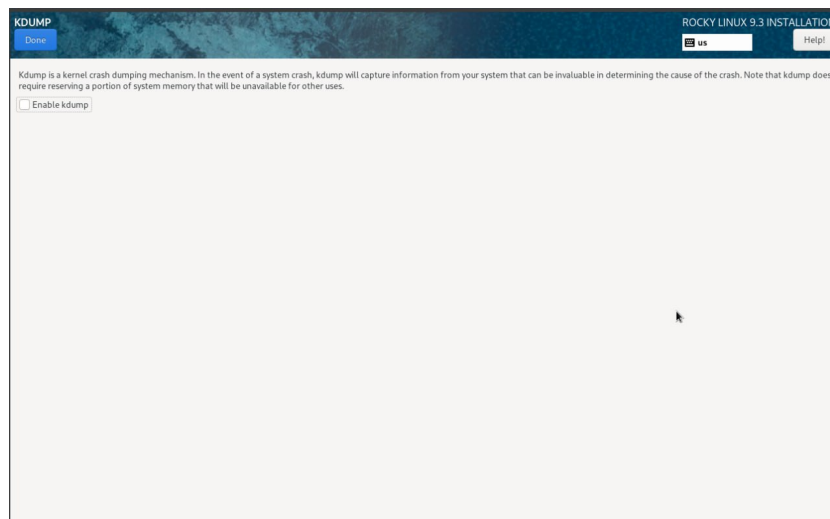 KDUMP
ROCKY LINUX 9.3 INSTALLATION
Done
us
Help!
Kdump is a kernel crash dumping mechanism. In the event of a system crash, kdump will capture information from your system that can be invaluable in determining the cause of the crash. Note that kdump does
require reserving a portion of system memory that will be unavailable for other uses.
Enable kdump